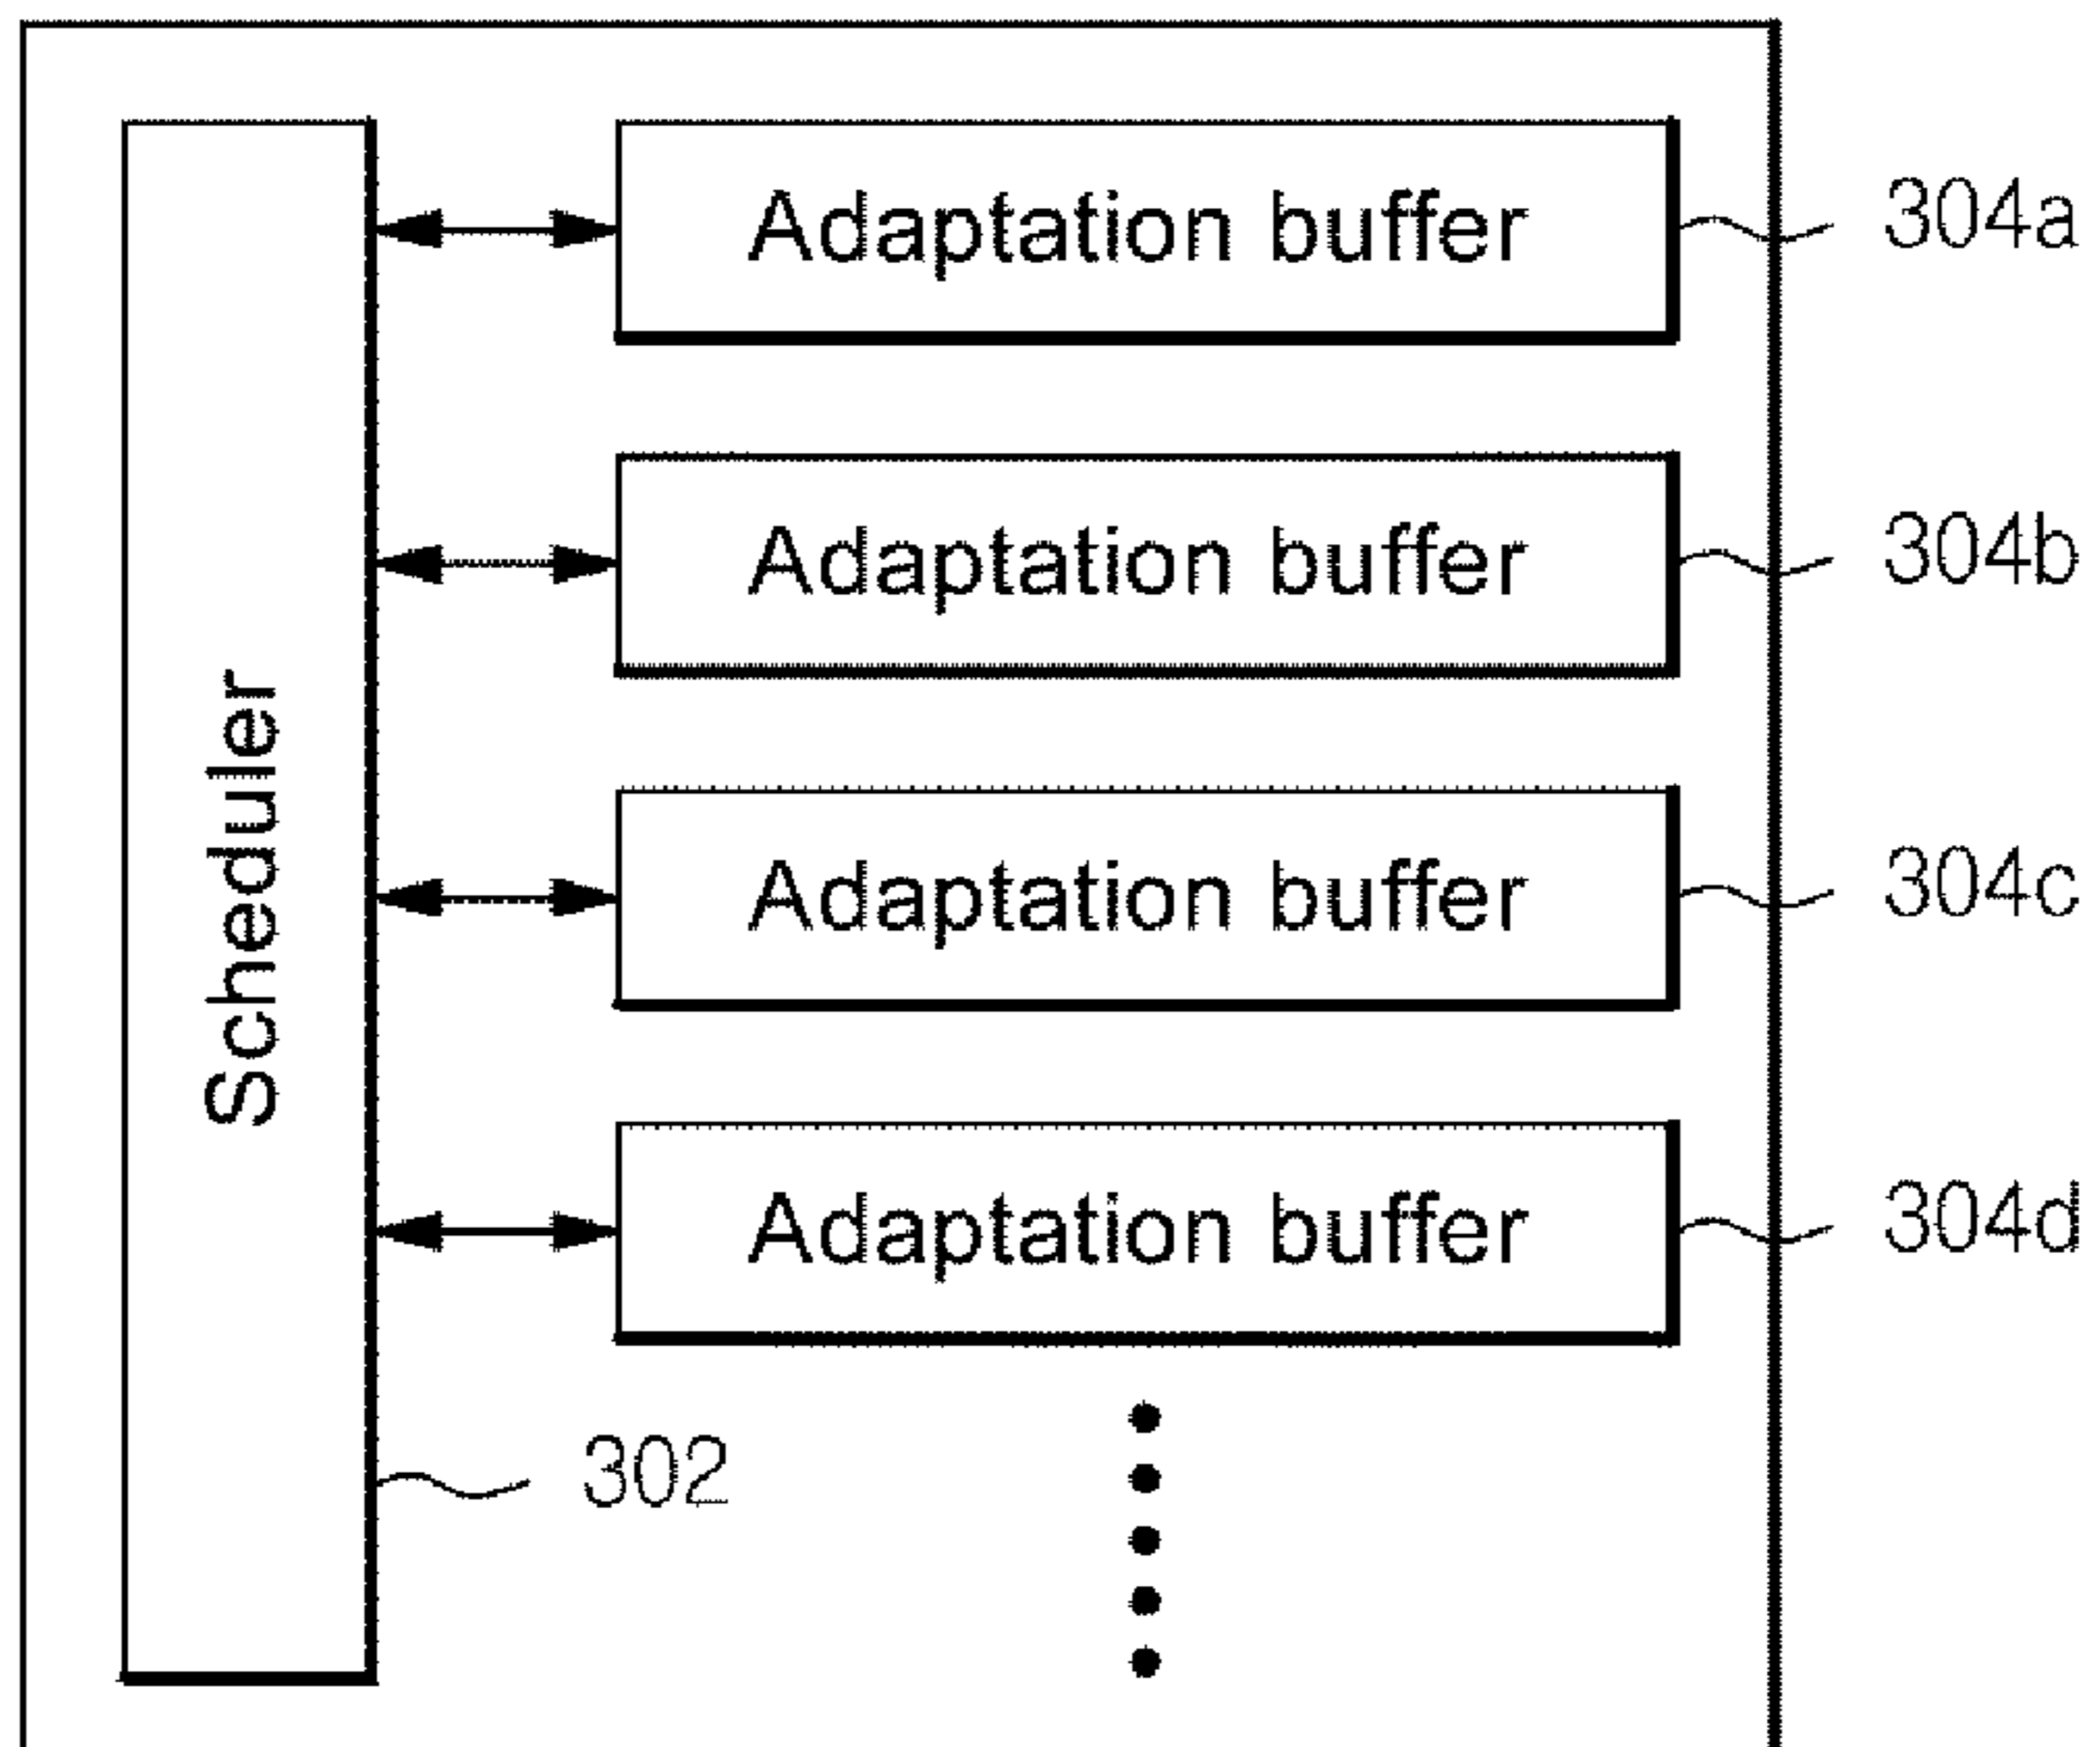 Adaptation buffer 304a
Adaptation buffer 304b
Scheduler
Adaptation buffer 304c
Adaptation buffer 304d
302